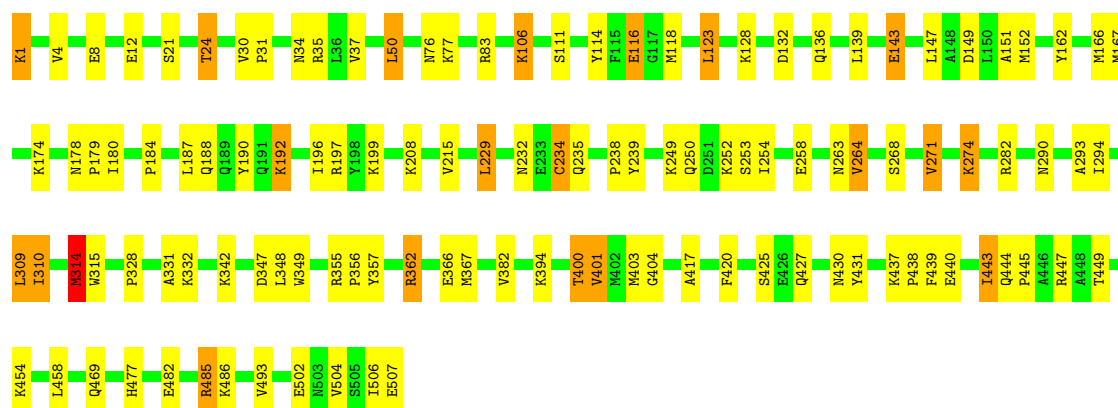 K1 V4 E8 E12 S21 T24 V30 P31 N34 R35 L36 V37 L50 N76 K77 R83 K106 S111 Y114 F115 E116 G117 M118 L123 K128 D132 Q136 L139 E143 L147 A148 D149 L150 A151 M152 Y162 M166 M167
K174 N178 P179 I180 P184 L187 Q188 Q189 Y190 Q191 K192 I196 R197 Y198 K199 K208 V215 L229 N232 E233 C234 Q235 P238 Y239 K249 Q250 D251 K252 S253 I254 E258 N263 V264 S268 V271 K274 R282 N290 A293 I294
L309 I310 M314 W315 P328 A331 K332 K342 D347 L348 W349 R355 P356 Y357 R362 E366 M367 V382 K394 T400 V401 M402 M403 G404 A417 F420 S425 E426 Q427 N430 Y431 K437 P438 F439 E440 I443 Q444 P445 A446 R447 A448 T449
K454 L458 Q469 H477 E482 R485 K486 V493 E502 N503 V504 S505 I506 E507